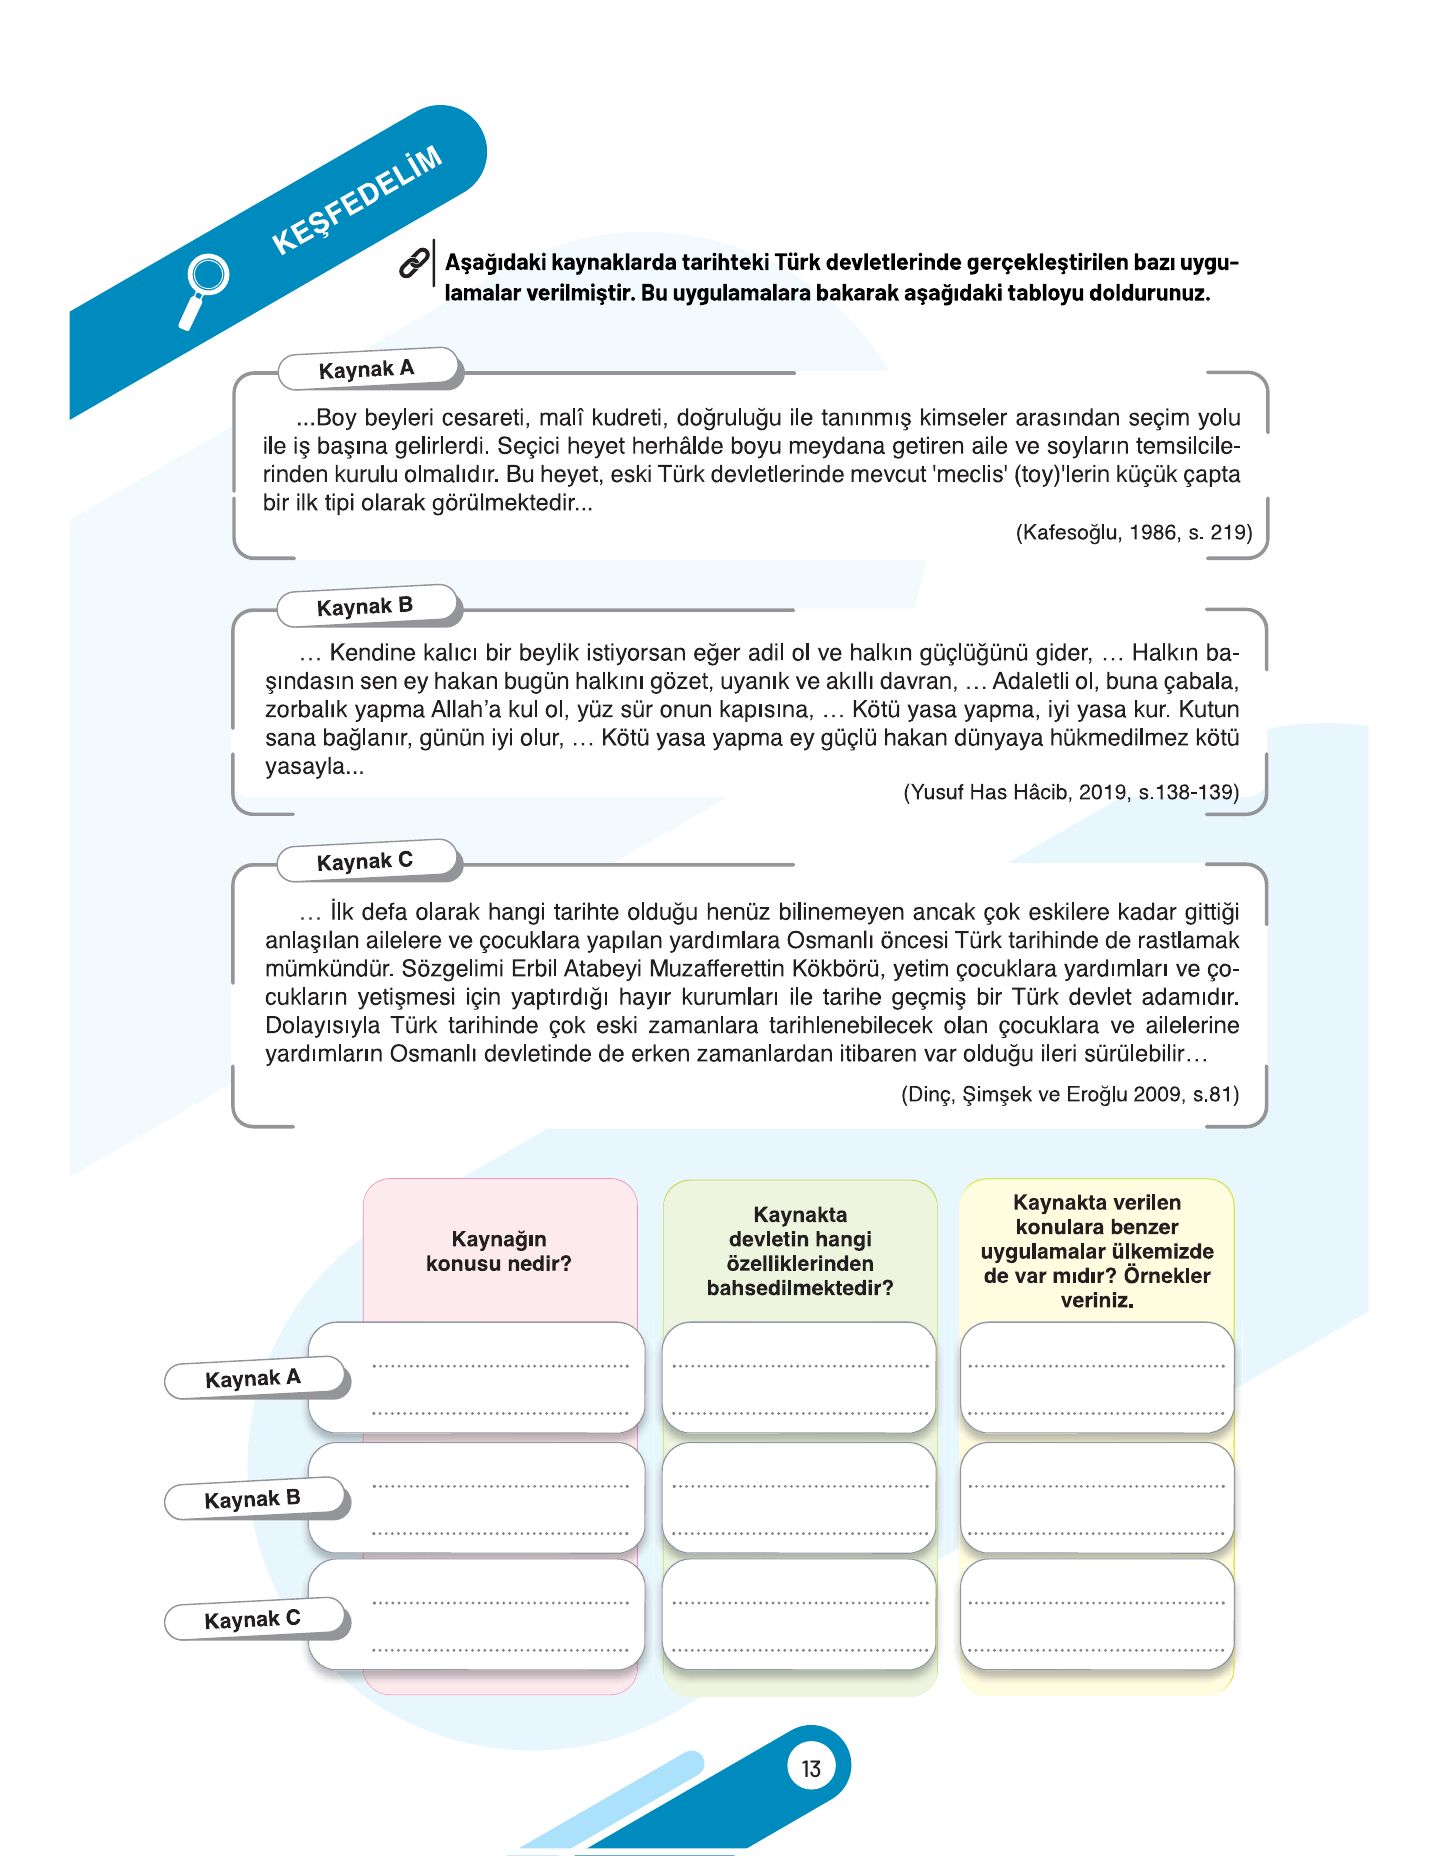 KEŞFEDELİM
Aşağıdaki kaynaklarda tarihteki Türk devletlerinde gerçekleştirilen bazı uygu-
lamalar verilmiştir. Bu uygulamalara bakarak aşağıdaki tabloyu doldurunuz.
Kaynak A
...Boy beyleri cesareti, malî kudreti, doğruluğu ile tanınmış kimseler arasından seçim yolu
ile iş başına gelirlerdi. Seçici heyet herhâlde boyu meydana getiren aile ve soyların temsilcile-
rinden kurulu olmalıdır. Bu heyet, eski Türk devletlerinde mevcut 'meclis' (toy)'lerin küçük çapta
bir ilk tipi olarak görülmektedir...
(Kafesoğlu, 1986, s. 219)
Kaynak B
... Kendine kalıcı bir beylik istiyorsan eğer adil ol ve halkın güçlüğünü gider, ... Halkın ba-
şındasın sen ey hakan bugün halkını gözet, uyanık ve akıllı davran, ... Adaletli ol, buna çabala,
zorbalık yapma Allah'a kul ol, yüz sür onun kapısına, ... Kötü yasa yapma, iyi yasa kur. Kutun
sana bağlanır, günün iyi olur, ... Kötü yasa yapma ey güçlü hakan dünyaya hükmedilmez kötü
yasayla...
(Yusuf Has Hâcib, 2019, s.138-139)
Kaynak C
... İlk defa olarak hangi tarihte olduğu henüz bilinemeyen ancak çok eskilere kadar gittiği
anlaşılan ailelere ve çocuklara yapılan yardımlara Osmanlı öncesi Türk tarihinde de rastlamak
mümkündür. Sözgelimi Erbil Atabeyi Muzafferettin Kökbörü, yetim çocuklara yardımları ve ço-
cukların yetişmesi için yaptırdığı hayır kurumları ile tarihe geçmiş bir Türk devlet adamıdır.
Dolayısıyla Türk tarihinde çok eski zamanlara tarihlenebilecek olan çocuklara ve ailelerine
yardımların Osmanlı devletinde de erken zamanlardan itibaren var olduğu ileri sürülebilir...
(Dinç, Şimşek ve Eroğlu 2009, s.81)
Kaynağın
konusu nedir?
Kaynakta
devletin hangi
özelliklerinden
bahsedilmektedir?
Kaynakta verilen
konulara benzer
uygulamalar ülkemizde
de var mıdır? Örnekler
veriniz.
Kaynak A
Kaynak B
Kaynak C
13